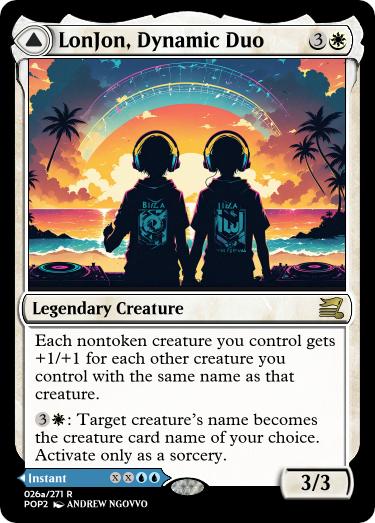 LonJon, Dynamic Duo 3
Legendary Creature
Each nontoken creature you control gets
+1/+1 for each other creature you
control with the same name as that
creature.
3: Target creature's name becomes
the creature card name of your choice.
Activate only as a sorcery.
Instant X X
3/3
026a/271 R
POP2 ANDREW NGOVVO